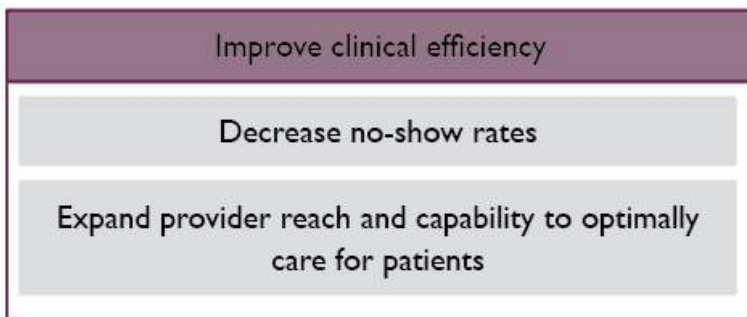 Improve clinical efficiency
Decrease no-show rates
Expand provider reach and capability to optimally
care for patients